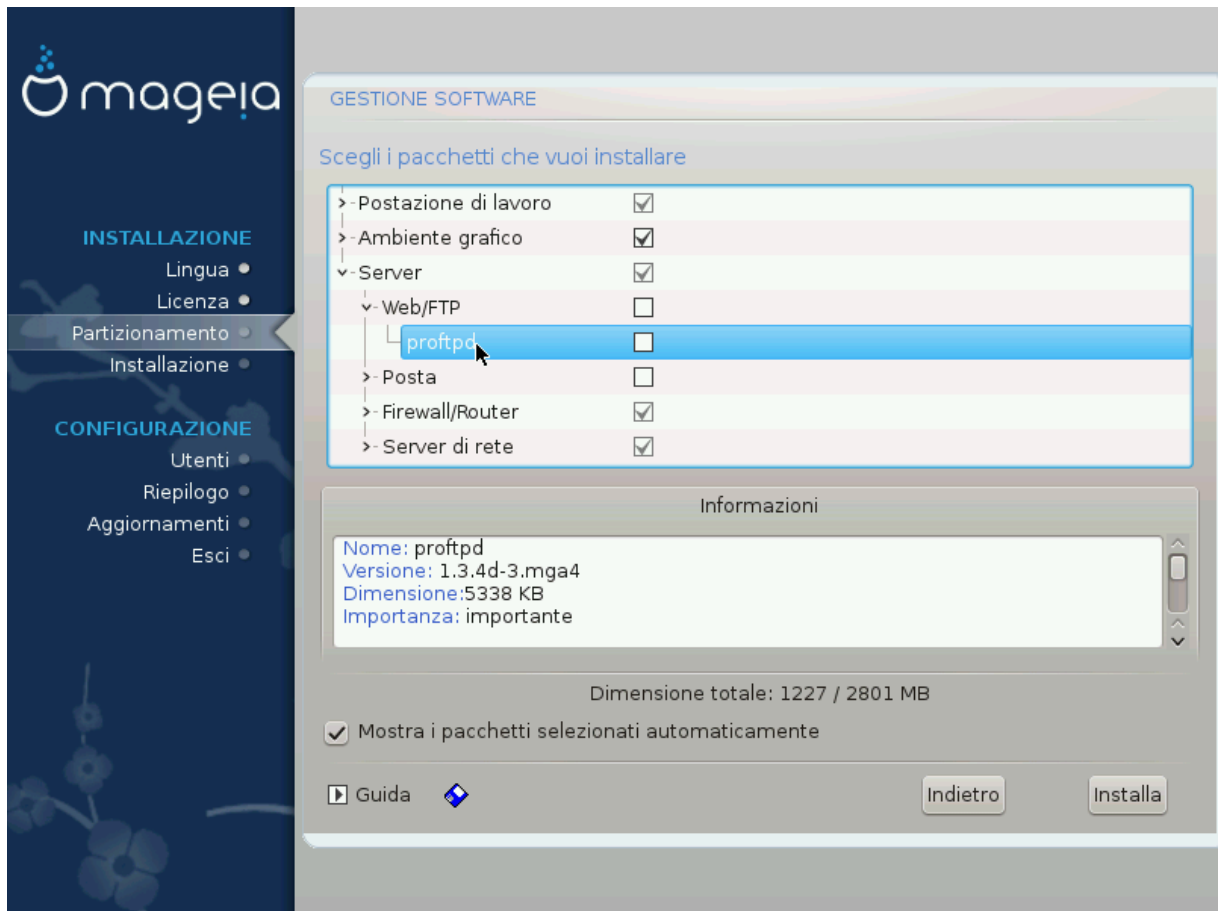 mageia
INSTALLAZIONE
Lingua
Licenza
Partizionamento
Installazione
CONFIGURAZIONE
Utenti
Riepilogo
Aggiornamenti
Esci
GESTIONE SOFTWARE
Scegli i pacchetti che vuoi installare
Postazione di lavoro
Ambiente grafico
Server
Web/FTP
proftpd
Posta
Firewall/Router
Server di rete
Informazioni
Nome: proftpd
Versione: 1.3.4d-3.mga4
Dimensione:5338 KB
Importanza: importante
Dimensione totale: 1227 / 2801 MB
Mostra i pacchetti selezionati automaticamente
Guida
Indietro
Installa